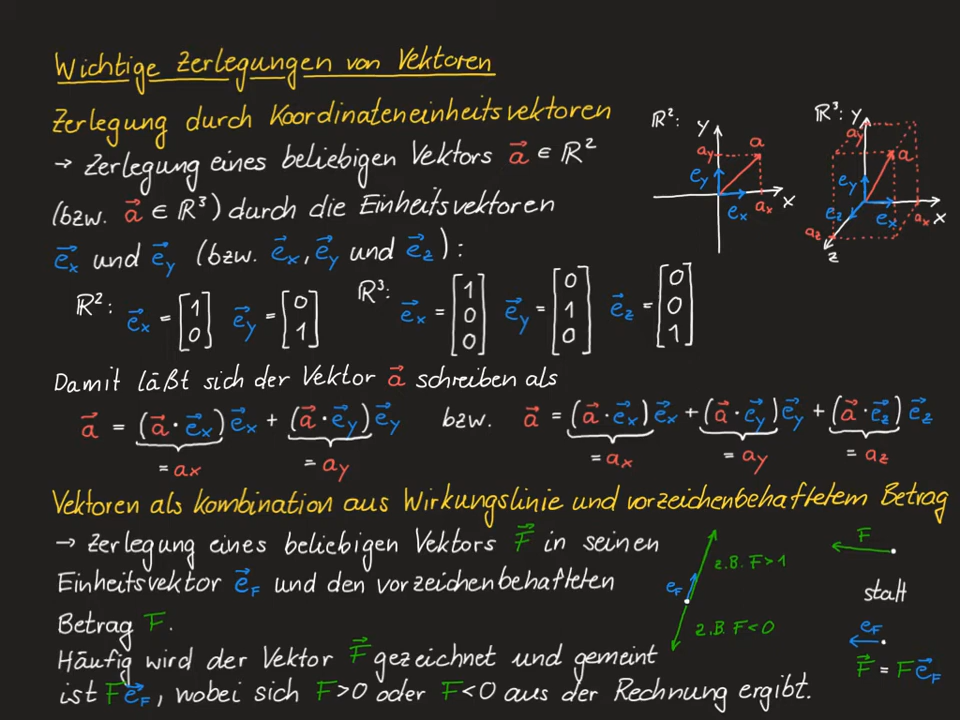 Wichtige Zerlegungen von Vektoren
Zerlegung durch Koordinateneinheitsvektoren
→ Zerlegung eines beliebigen Vektors a⃗ ∈ ℝ²
(bzw. a⃗ ∈ ℝ³) durch die Einheitsvektoren
e⃗x und e⃗y (bzw. e⃗x, e⃗y und e⃗z):
ℝ²: y a ay ey ex ax x
ℝ³: y ay a ey ez ex ax x az z
ℝ²: e⃗x = [1 0] e⃗y = [0 1] ℝ³: e⃗x = [1 0 0] e⃗y = [0 1 0] e⃗z = [0 0 1]
Damit läßt sich der Vektor a⃗ schreiben als
a⃗ = (a⃗ · e⃗x) e⃗x + (a⃗ · e⃗y) e⃗y bzw. a⃗ = (a⃗ · e⃗x) e⃗x + (a⃗ · e⃗y) e⃗y + (a⃗ · e⃗z) e⃗z
= ax = ay = ax = ay = az
Vektoren als Kombination aus Wirkungslinie und vorzeichenbehaftetem Betrag
→ Zerlegung eines beliebigen Vektors F⃗ in seinen
Einheitsvektor e⃗F und den vorzeichenbehafteten
Betrag F.
Häufig wird der Vektor F⃗ gezeichnet und gemeint
ist Fe⃗F, wobei sich F>0 oder F<0 aus der Rechnung ergibt.
z.B. F>1
eF
z.B. F<0
F
statt
eF
F⃗ = Fe⃗F